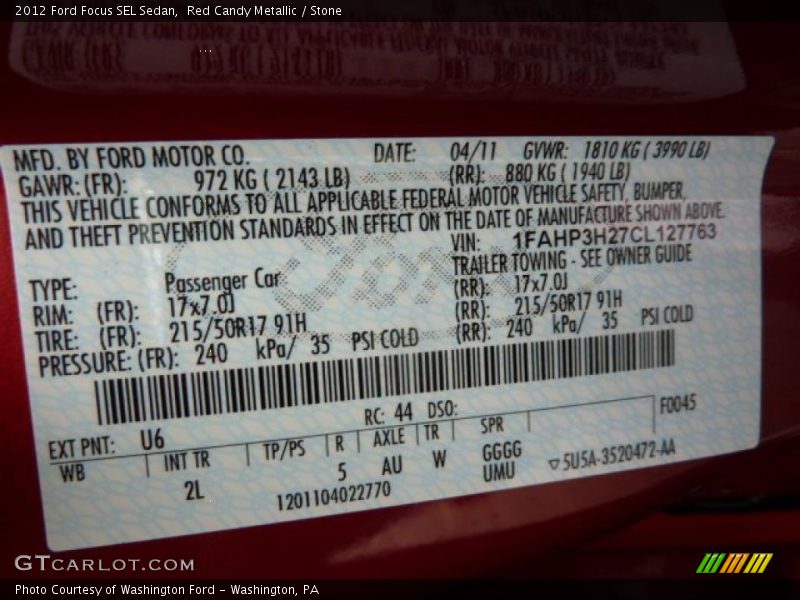 2012 Ford Focus SEL Sedan, Red Candy Metallic / Stone
MFD. BY FORD MOTOR CO. DATE: 04/11 GVWR: 1810 KG ( 3990 LB)
GAWR: (FR): 972 KG ( 2143 LB) (RR): 880 KG ( 1940 LB)
THIS VEHICLE CONFORMS TO ALL APPLICABLE FEDERAL MOTOR VEHICLE SAFETY, BUMPER,
AND THEFT PREVENTION STANDARDS IN EFFECT ON THE DATE OF MANUFACTURE SHOWN ABOVE.
VIN: 1FAHP3H27CL127763
TRAILER TOWING - SEE OWNER GUIDE
TYPE: Passenger Car
RIM: (FR): 17x7.0J (RR): 17x7.0J
TIRE: (FR): 215/50R17 91H (RR): 215/50R17 91H
PRESSURE: (FR): 240 kPa/ 35 PSI COLD (RR): 240 kPa/ 35 PSI COLD
EXT PNT: U6 RC: 44 DSO: F0045
WB INT TR TP/PS R AXLE TR SPR
2L 5 AU W GGGG
UMU ▽5U5A-3520472-AA
1201104022770
GTCARLOT.COM
Photo Courtesy of Washington Ford - Washington, PA